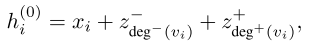 h_i^{(0)} = x_i + z^-_{deg^-(v_i)} + z^+_{deg^+(v_i)},